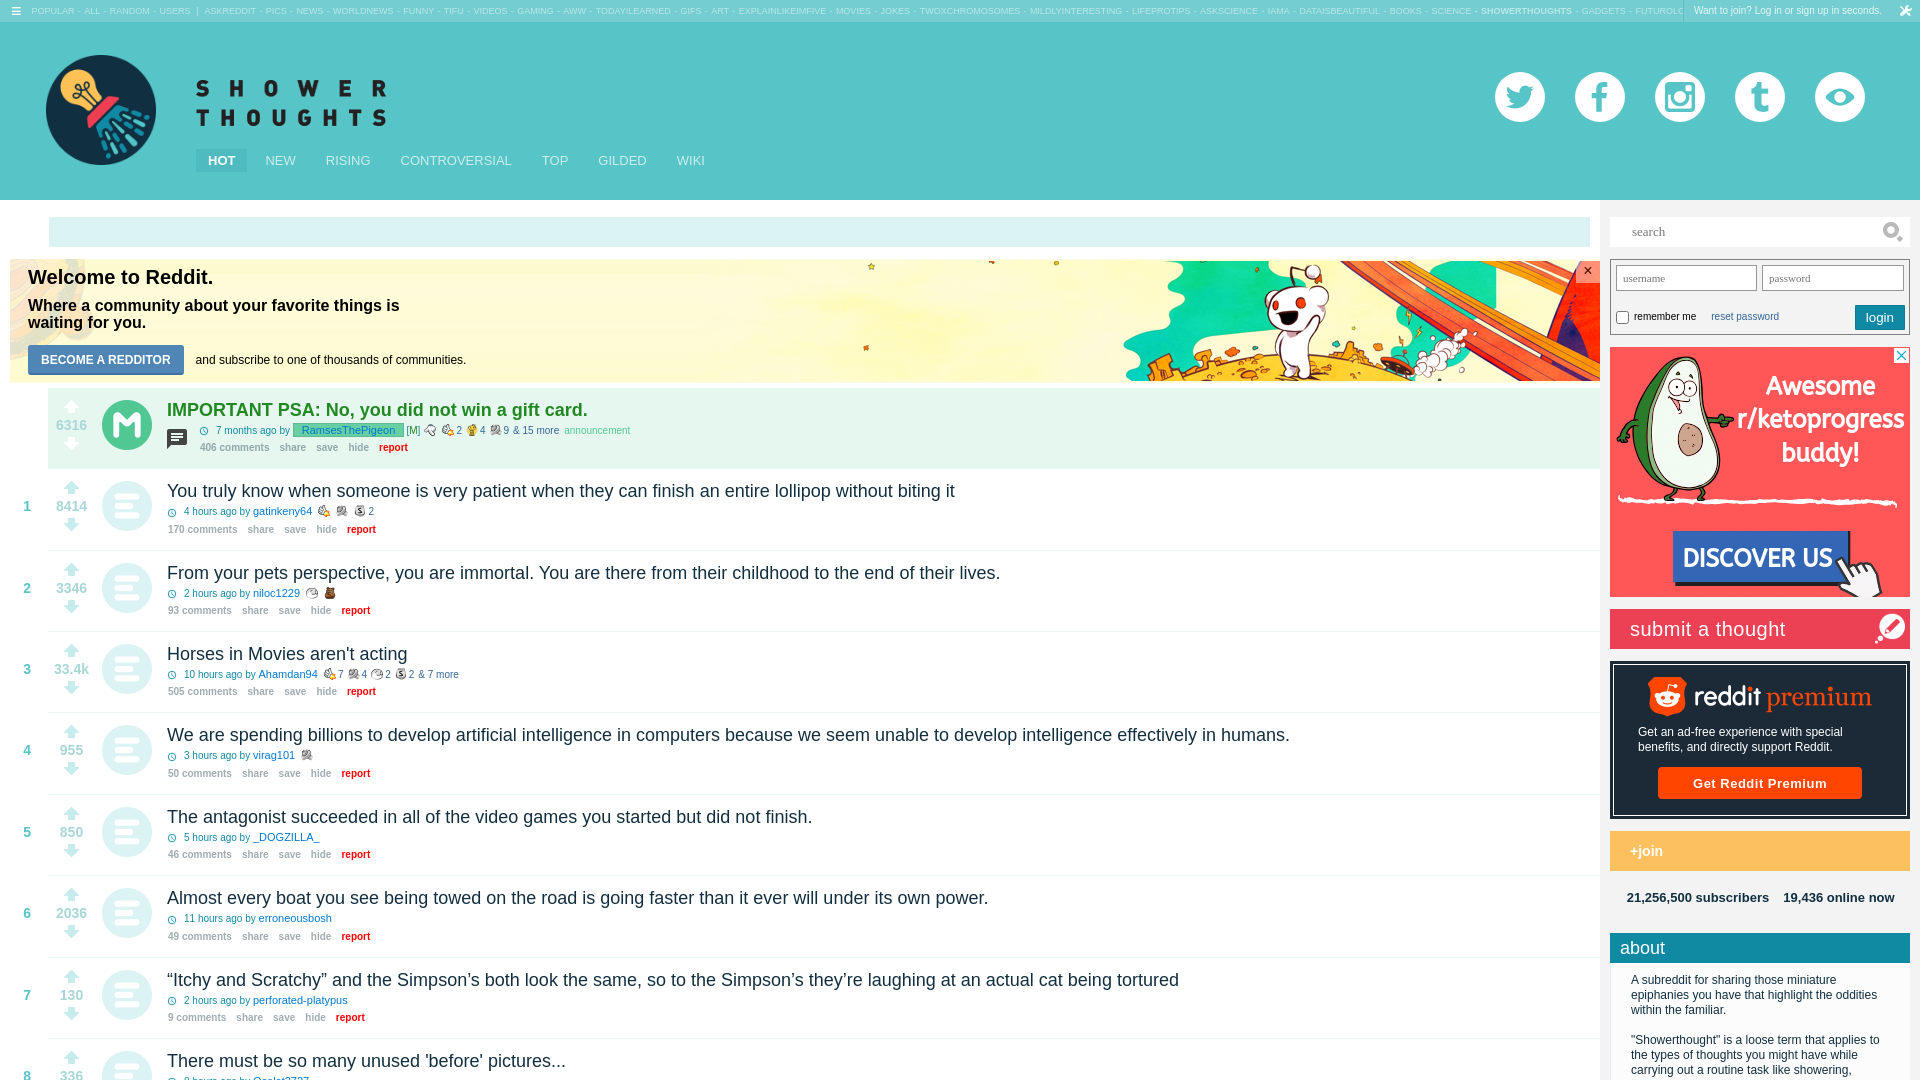 POPULAR - ALL - RANDOM - USERS | ASKREDDIT - PICS - NEWS - WORLDNEWS - FUNNY - TIFU - VIDEOS - GAMING - AWW - TODAYILEARNED - GIFS - ART - EXPLAINLIKEIMFIVE - MOVIES - JOKES - TWOXCHROMOSOMES - MILDLYINTERESTING - LIFEPROTIPS - ASKSCIENCE - IAMA - DATAISBEAUTIFUL - BOOKS - SCIENCE - SHOWERTHOUGHTS - GADGETS - FUTUROLO
Want to join? Log in or sign up in seconds.
SHOWER
THOUGHTS
HOT NEW RISING CONTROVERSIAL TOP GILDED WIKI
Welcome to Reddit.
Where a community about your favorite things is
waiting for you.
BECOME A REDDITOR and subscribe to one of thousands of communities.
×
6316
IMPORTANT PSA: No, you did not win a gift card.
7 months ago by RamsesThePigeon [M] 2 4 9 & 15 more announcement
406 comments share save hide report
1
8414
You truly know when someone is very patient when they can finish an entire lollipop without biting it
4 hours ago by gatinkeny64 2
170 comments share save hide report
2
3346
From your pets perspective, you are immortal. You are there from their childhood to the end of their lives.
2 hours ago by niloc1229
93 comments share save hide report
3
33.4k
Horses in Movies aren't acting
10 hours ago by Ahamdan94 7 4 2 2 & 7 more
505 comments share save hide report
4
955
We are spending billions to develop artificial intelligence in computers because we seem unable to develop intelligence effectively in humans.
3 hours ago by virag101
50 comments share save hide report
5
850
The antagonist succeeded in all of the video games you started but did not finish.
5 hours ago by _DOGZILLA_
46 comments share save hide report
6
2036
Almost every boat you see being towed on the road is going faster than it ever will under its own power.
11 hours ago by erroneousbosh
49 comments share save hide report
7
130
“Itchy and Scratchy” and the Simpson’s both look the same, so to the Simpson’s they’re laughing at an actual cat being tortured
2 hours ago by perforated-platypus
9 comments share save hide report
8
336
There must be so many unused 'before' pictures...
search
username password
remember me reset password login
Awesome
r/ketoprogress
buddy!
DISCOVER US
submit a thought
reddit premium
Get an ad-free experience with special
benefits, and directly support Reddit.
Get Reddit Premium
+join
21,256,500 subscribers 19,436 online now
about
A subreddit for sharing those miniature
epiphanies you have that highlight the oddities
within the familiar.
"Showerthought" is a loose term that applies to
the types of thoughts you might have while
carrying out a routine task like showering,